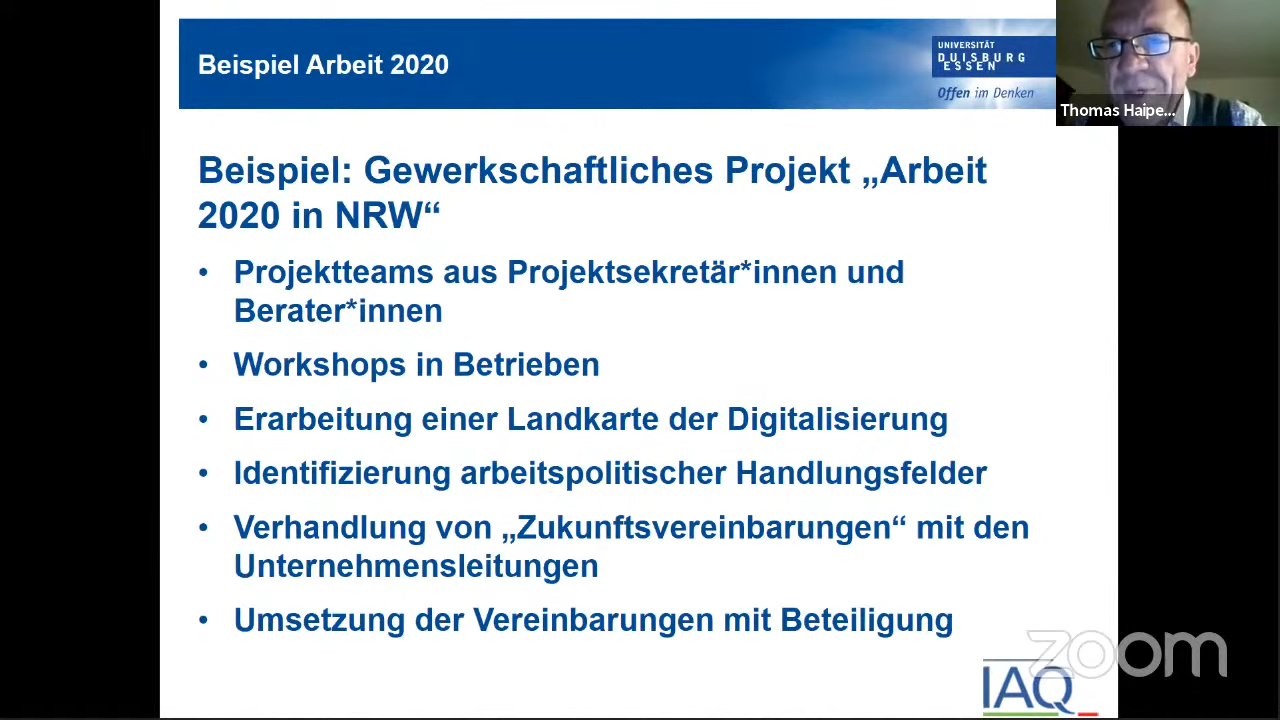 Beispiel Arbeit 2020
UNIVERSITÄT
DUISBURG
ESSEN
Offen im Denken
Thomas Haipe...
Beispiel: Gewerkschaftliches Projekt „Arbeit
2020 in NRW“
• Projektteams aus Projektsekretär*innen und
Berater*innen
• Workshops in Betrieben
• Erarbeitung einer Landkarte der Digitalisierung
• Identifizierung arbeitspolitischer Handlungsfelder
• Verhandlung von „Zukunftsvereinbarungen“ mit den
Unternehmensleitungen
• Umsetzung der Vereinbarungen mit Beteiligung
zoom
IAQ